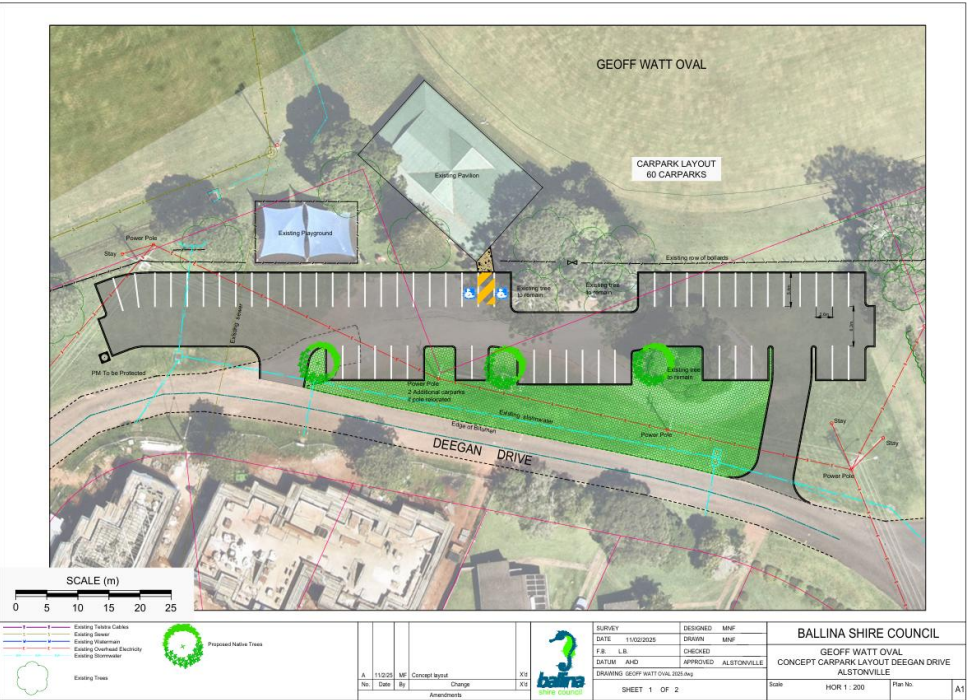 GEOFF WATT OVAL
CARPARK LAYOUT
60 CARPARKS
Existing Pavilion
Existing Playground
Power Pole
Stay
Existing row of bollards
Existing tree
to remain
Existing tree
to remain
Existing sewer
PM To be Protected
Power Pole
2 Additional carparks
if pole relocated
Existing tree
to remain
Existing stormwater
Edge of Bitumen
Power Pole
DEEGAN DRIVE
Stay
Stay
Power Pole
SCALE (m)
0 5 10 15 20 25
Existing Telstra Cables
Existing Sewer
Existing Watermain
Existing Overhead Electricity
Existing Stormwater
Existing Trees
Proposed Native Trees
A 11/2/25 MF Concept layout
No. Date By Change
Amendments
ballina
shire council
SURVEY
DATE 11/02/2025
F.B. L.B.
DATUM AHD
DRAWING GEOFF WATT OVAL 2025.dwg
SHEET 1 OF 2
DESIGNED MNF
DRAWN MNF
CHECKED
APPROVED ALSTONVILLE
BALLINA SHIRE COUNCIL
GEOFF WATT OVAL
CONCEPT CARPARK LAYOUT DEEGAN DRIVE
ALSTONVILLE
Scale
HOR 1 : 200
Plan No.
A1